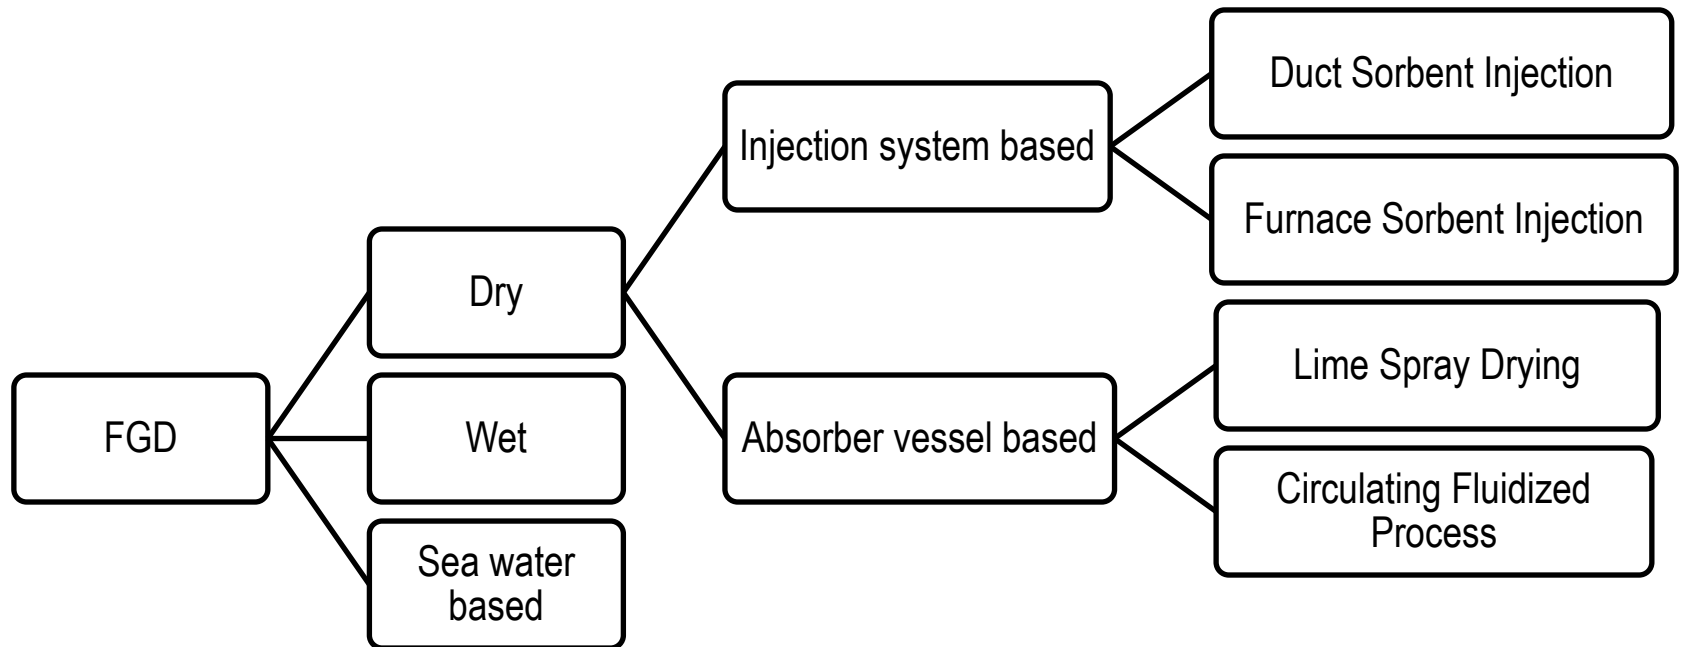 FGD
Dry
Wet
Sea water
based
Injection system based
Absorber vessel based
Duct Sorbent Injection
Furnace Sorbent Injection
Lime Spray Drying
Circulating Fluidized
Process